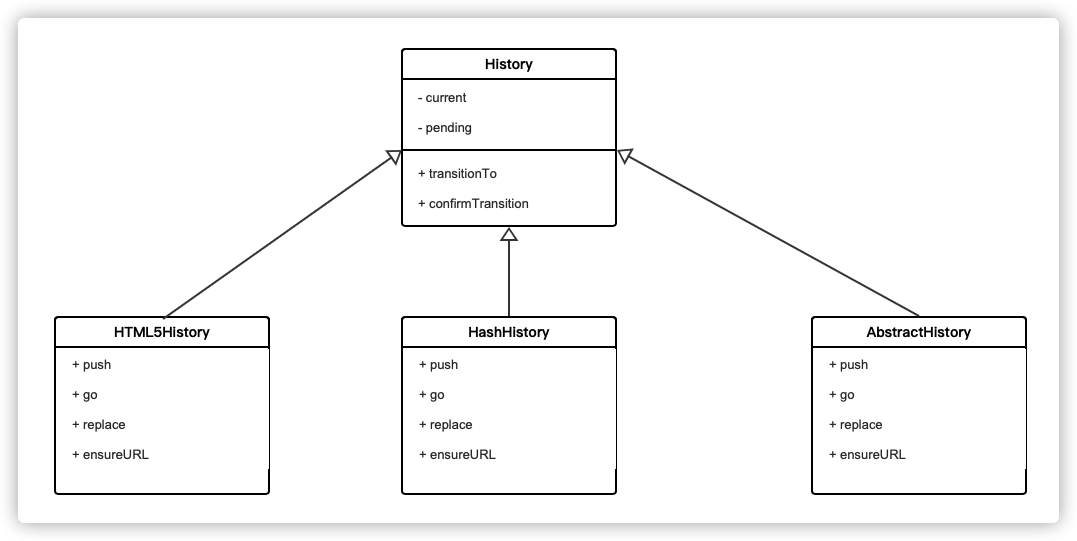 History
- current
- pending
+ transitionTo
+ confirmTransition
HTML5History
+ push
+ go
+ replace
+ ensureURL
HashHistory
+ push
+ go
+ replace
+ ensureURL
AbstractHistory
+ push
+ go
+ replace
+ ensureURL